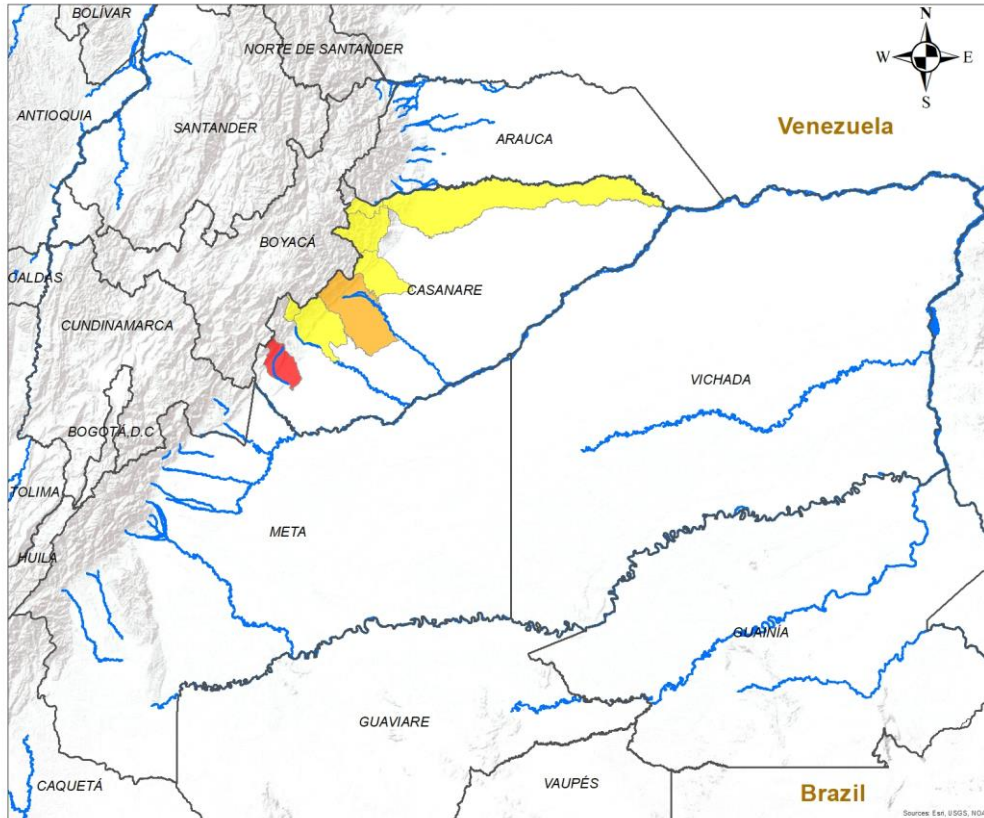 BOLÍVAR
NORTE DE SANTANDER
N
W E
S
ANTIOQUIA
SANTANDER
ARAUCA
Venezuela
BOYACÁ
CALDAS
CASANARE
CUNDINAMARCA
VICHADA
BOGOTÁ,D.C
TOLIMA
META
HUILA
GUAINÍA
GUAVIARE
CAQUETÁ
VAUPÉS
Brazil
Sources: Esri, USGS, NOA